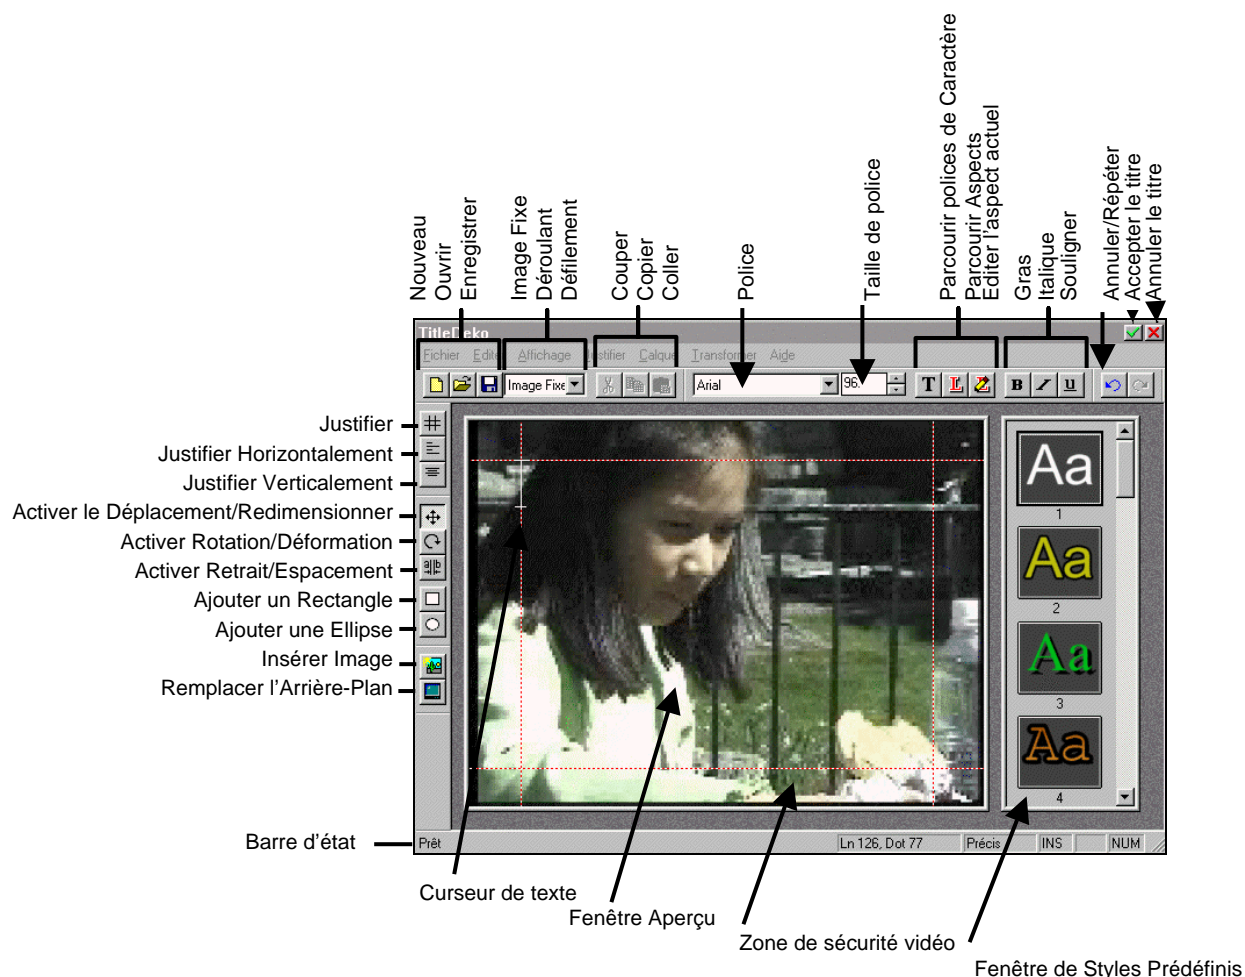 Nouveau
Ouvrir
Enregistrer
Image Fixe
Déroulant
Défilement
Couper
Copier
Coller
Police
Taille de police
Parcourir polices de Caractère
Parcourir Aspects
Editer l'aspect actuel
Gras
Italique
Souligner
Annuler/Répéter
Accepter le titre
Annuler le titre
TitleDeko
Fichier Edite Affichage Justifier Calque Transformer Aide
Image Fixe Arial 96. T L B I u
Justifier
Justifier Horizontalement
Justifier Verticalement
Activer le Déplacement/Redimensionner
Activer Rotation/Déformation
Activer Retrait/Espacement
a b
Ajouter un Rectangle
Ajouter une Ellipse
Insérer Image
Remplacer l'Arrière-Plan
Aa
1
Aa
2
Aa
3
Aa
4
Barre d'état
Prêt Ln 126, Dot 77 Précis INS NUM
Curseur de texte
Fenêtre Aperçu
Zone de sécurité vidéo
Fenêtre de Styles Prédéfinis